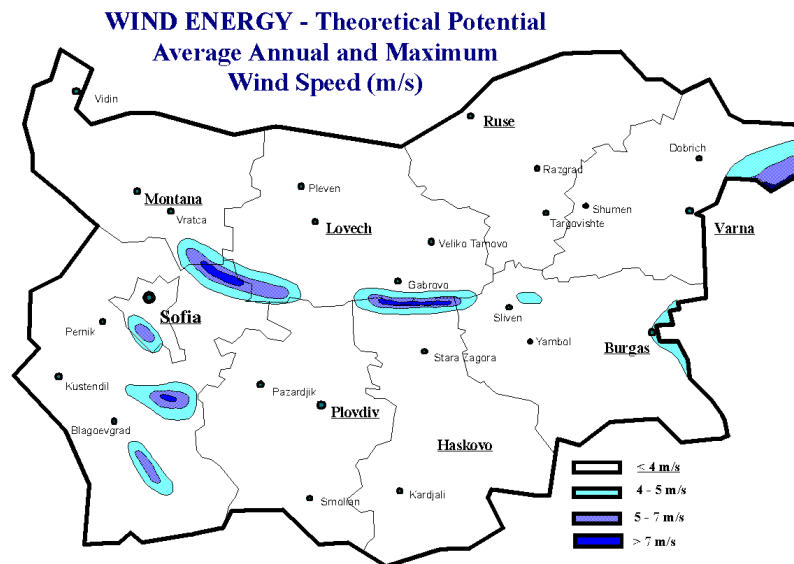 WIND ENERGY - Theoretical Potential
Average Annual and Maximum
Wind Speed (m/s)
Vidin
Ruse
Dobrich
Razgrad
Pleven
Montana
Vratca
Lovech
Targovishte
Shumen
Varna
Veliko Tarnovo
Gabrovo
Sofia
Sliven
Pernik
Yambol
Burgas
Stara Zagora
Kustendil
Pazardjik
Plovdiv
Blagoevgrad
Haskovo
Smolian
Kardjali
< 4 m/s
4 - 5 m/s
5 - 7 m/s
> 7 m/s